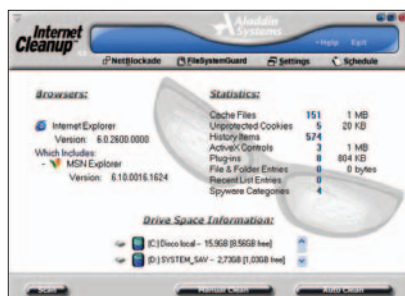 Internet Cleanup
Aladdin Systems
Help Exit
NetBlockade FileSystemGuard Settings Schedule
Browsers:
Internet Explorer
Version: 6.0.2600.0000
Which Includes:
- MSN Explorer
Version: 6.10.0016.1624
Statistics:
Cache Files 151 1 MB
Unprotected Cookies 5 20 KB
History Items 574
ActiveX Controls 3 1 MB
Plug-ins 8 804 KB
File & Folder Entries 0 0 bytes
Recent List Entries 0
Spyware Categories 4
Drive Space Information:
(C:) Disco local - 15,9GB [8,56GB free]
(D:) SYSTEM_SAV - 2,73GB [1,03GB free]
Scan Manual Clean Auto Clean